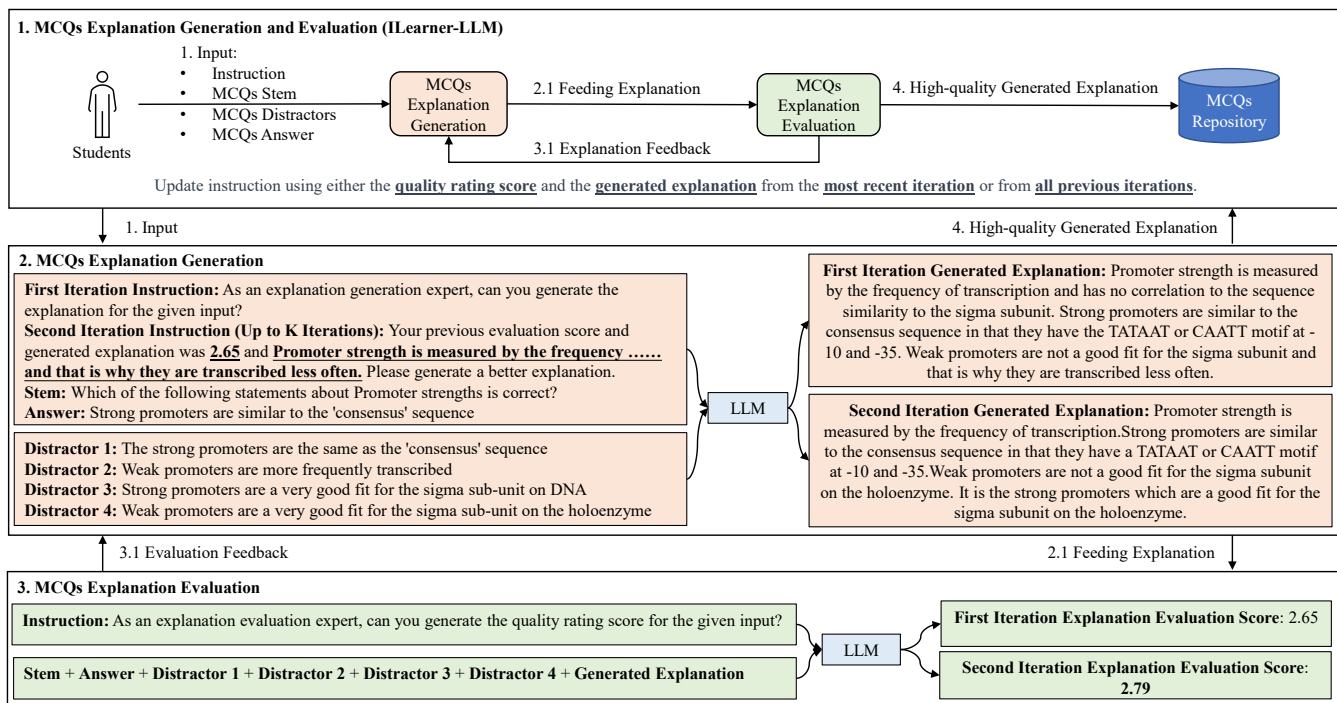 1. MCQs Explanation Generation and Evaluation (ILearner-LLM)
1. Input:
• Instruction
• MCQs Stem
• MCQs Distractors
• MCQs Answer
Students
MCQs
Explanation
Generation
2.1 Feeding Explanation
MCQs
Explanation
Evaluation
3.1 Explanation Feedback
4. High-quality Generated Explanation
MCQs
Repository
Update instruction using either the quality rating score and the generated explanation from the most recent iteration or from all previous iterations.
1. Input
4. High-quality Generated Explanation
2. MCQs Explanation Generation
First Iteration Instruction: As an explanation generation expert, can you generate the
explanation for the given input?
Second Iteration Instruction (Up to K Iterations): Your previous evaluation score and
generated explanation was 2.65 and Promoter strength is measured by the frequency ……
and that is why they are transcribed less often. Please generate a better explanation.
Stem: Which of the following statements about Promoter strengths is correct?
Answer: Strong promoters are similar to the 'consensus' sequence
Distractor 1: The strong promoters are the same as the 'consensus' sequence
Distractor 2: Weak promoters are more frequently transcribed
Distractor 3: Strong promoters are a very good fit for the sigma sub-unit on DNA
Distractor 4: Weak promoters are a very good fit for the sigma sub-unit on the holoenzyme
LLM
First Iteration Generated Explanation: Promoter strength is measured
by the frequency of transcription and has no correlation to the sequence
similarity to the sigma subunit. Strong promoters are similar to the
consensus sequence in that they have the TATAAT or CAATT motif at -
10 and -35. Weak promoters are not a good fit for the sigma subunit and
that is why they are transcribed less often.
Second Iteration Generated Explanation: Promoter strength is
measured by the frequency of transcription.Strong promoters are similar
to the consensus sequence in that they have a TATAAT or CAATT motif
at -10 and -35.Weak promoters are not a good fit for the sigma subunit
on the holoenzyme. It is the strong promoters which are a good fit for the
sigma subunit on the holoenzyme.
3.1 Evaluation Feedback
2.1 Feeding Explanation
3. MCQs Explanation Evaluation
Instruction: As an explanation evaluation expert, can you generate the quality rating score for the given input?
Stem + Answer + Distractor 1 + Distractor 2 + Distractor 3 + Distractor 4 + Generated Explanation
LLM
First Iteration Explanation Evaluation Score: 2.65
Second Iteration Explanation Evaluation Score:
2.79